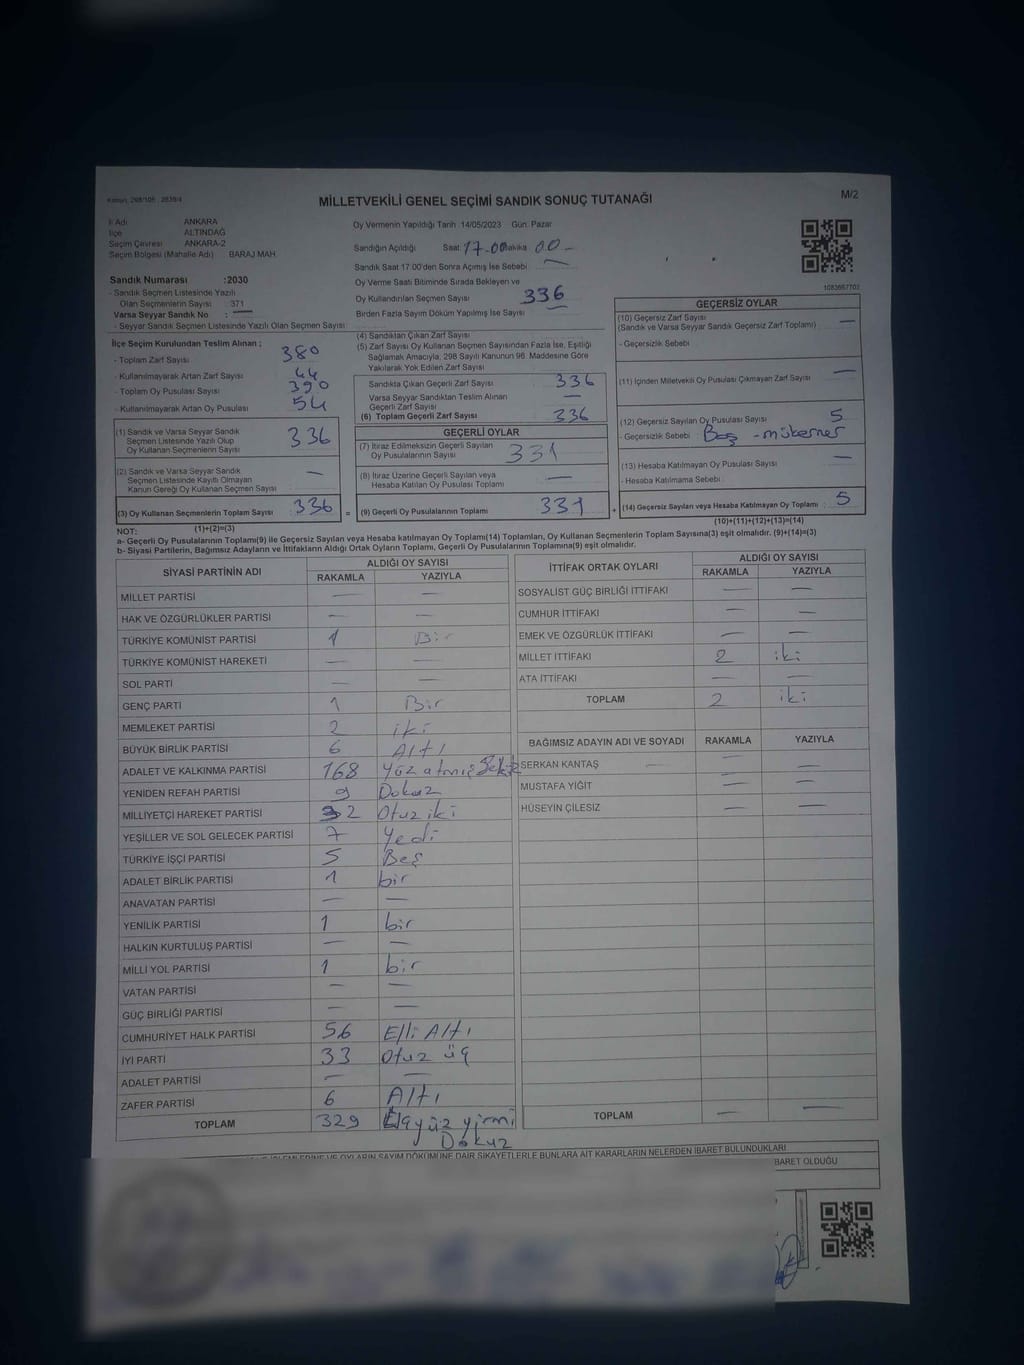 Kanun: 298/105 , 2839/4
MİLLETVEKİLİ GENEL SEÇİMİ SANDIK SONUÇ TUTANAĞI
M/2
İl Adı ANKARA
İlçe ALTINDAĞ
Seçim Çevresi ANKARA-2
Seçim Bölgesi (Mahalle Adı) BARAJ MAH.
Sandık Numarası :2030
- Sandık Seçmen Listesinde Yazılı
Olan Seçmenlerin Sayısı 371
Varsa Seyyar Sandık No : —
- Seyyar Sandık Seçmen Listesinde Yazılı Olan Seçmen Sayısı
Oy Vermenin Yapıldığı Tarih :14/05/2023 Gün: Pazar
Sandığın Açıldığı Saat: 17.00 Dakika 00 -
Sandık Saat 17:00'den Sonra Açımış İse Sebebi —
Oy Verme Saati Bitiminde Sırada Bekleyen ve
Oy Kullandırılan Seçmen Sayısı 336
Birden Fazla Sayım Döküm Yapılmış İse Sayısı —
1083667702
İlçe Seçim Kurulundan Teslim Alınan ;
- Toplam Zarf Sayısı 380
- Kullanılmayarak Artan Zarf Sayısı 44
- Toplam Oy Pusulası Sayısı 390
- Kullanılmayarak Artan Oy Pusulası 54
(1) Sandık ve Varsa Seyyar Sandık
Seçmen Listesinde Yazılı Olup
Oy Kullanan Seçmenlerin Sayısı 336
(2) Sandık ve Varsa Seyyar Sandık
Seçmen Listesinde Kayıtlı Olmayan
Kanun Gereği Oy Kullanan Seçmen Sayısı —
(3) Oy Kullanan Seçmenlerin Toplam Sayısı 336 =
(1)+(2)=(3)
(4) Sandıktan Çıkan Zarf Sayısı
(5) Zarf Sayısı Oy Kullanan Seçmen Sayısından Fazla İse, Eşitliği
Sağlamak Amacıyla, 298 Sayılı Kanunun 98. Maddesine Göre
Yakılarak Yok Edilen Zarf Sayısı
Sandıkta Çıkan Geçerli Zarf Sayısı 336
Varsa Seyyar Sandıktan Teslim Alınan
Geçerli Zarf Sayısı —
(6) Toplam Geçerli Zarf Sayısı 336
GEÇERLİ OYLAR
(7) İtiraz Edilmeksizin Geçerli Sayılan
Oy Pusulalarının Sayısı 331
(8) İtiraz Üzerine Geçerli Sayılan veya
Hesaba Katılan Oy Pusulası Toplamı —
(9) Geçerli Oy Pusulalarının Toplamı 331 +
GEÇERSİZ OYLAR
(10) Geçersiz Zarf Sayısı
(Sandık ve Varsa Seyyar Sandık Geçersiz Zarf Toplamı) —
- Geçersizlik Sebebi :
(11) İçinden Milletvekili Oy Pusulası Çıkmayan Zarf Sayısı —
(12) Geçersiz Sayılan Oy Pusulası Sayısı 5
- Geçersizlik Sebebi : Boş - mükerrer
(13) Hesaba Katılmayan Oy Pusulası Sayısı —
- Hesaba Katılmama Sebebi :
(14) Geçersiz Sayılan veya Hesaba Katılmayan Oy Toplamı : 5
(10)+(11)+(12)+(13)=(14)
NOT:
a- Geçerli Oy Pusulalarının Toplamı(9) ile Geçersiz Sayılan veya Hesaba katılmayan Oy Toplamı(14) Toplamları, Oy Kullanan Seçmenlerin Toplam Sayısına(3) eşit olmalıdır. (9)+(14)=(3)
b- Siyasi Partilerin, Bağımsız Adayların ve İttifakların Aldığı Ortak Oyların Toplamı, Geçerli Oy Pusulalarının Toplamına(9) eşit olmalıdır.
SİYASİ PARTİNİN ADI ALDIĞI OY SAYISI
RAKAMLA YAZIYLA
MİLLET PARTİSİ — —
HAK VE ÖZGÜRLÜKLER PARTİSİ — —
TÜRKİYE KOMÜNİST PARTİSİ 1 Bir
TÜRKİYE KOMÜNİST HAREKETİ — —
SOL PARTİ — —
GENÇ PARTİ 1 Bir
MEMLEKET PARTİSİ 2 iki
BÜYÜK BİRLİK PARTİSİ 6 Altı
ADALET VE KALKINMA PARTİSİ 168 Yüz atmış Sekiz
YENİDEN REFAH PARTİSİ 9 Dokuz
MİLLİYETÇİ HAREKET PARTİSİ 32 Otuz iki
YEŞİLLER VE SOL GELECEK PARTİSİ 7 Yedi
TÜRKİYE İŞÇİ PARTİSİ 5 Beş
ADALET BİRLİK PARTİSİ 1 bir
ANAVATAN PARTİSİ — —
YENİLİK PARTİSİ 1 bir
HALKIN KURTULUŞ PARTİSİ — —
MİLLİ YOL PARTİSİ 1 bir
VATAN PARTİSİ — —
GÜÇ BİRLİĞİ PARTİSİ — —
CUMHURİYET HALK PARTİSİ 56 Elli Altı
İYİ PARTİ 33 Otuz üç
ADALET PARTİSİ — —
ZAFER PARTİSİ 6 Altı
TOPLAM 329 Üçyüz yirmi
Dokuz
İTTİFAK ORTAK OYLARI ALDIĞI OY SAYISI
RAKAMLA YAZIYLA
SOSYALİST GÜÇ BİRLİĞİ İTTİFAKI — —
CUMHUR İTTİFAKI — —
EMEK VE ÖZGÜRLÜK İTTİFAKI — —
MİLLET İTTİFAKI 2 iki
ATA İTTİFAKI — —
TOPLAM 2 iki
BAĞIMSIZ ADAYIN ADI VE SOYADI RAKAMLA YAZIYLA
SERKAN KANTAŞ — —
MUSTAFA YİĞİT — —
HÜSEYİN ÇİLESİZ — —
TOPLAM — —
İŞLEMLERİNE VE OYLARIN SAYIM DÖKÜMÜNE DAİR ŞİKAYETLERLE BUNLARA AİT KARARLARIN NELERDEN İBARET BULUNDUKLARI
BARET OLDUĞU